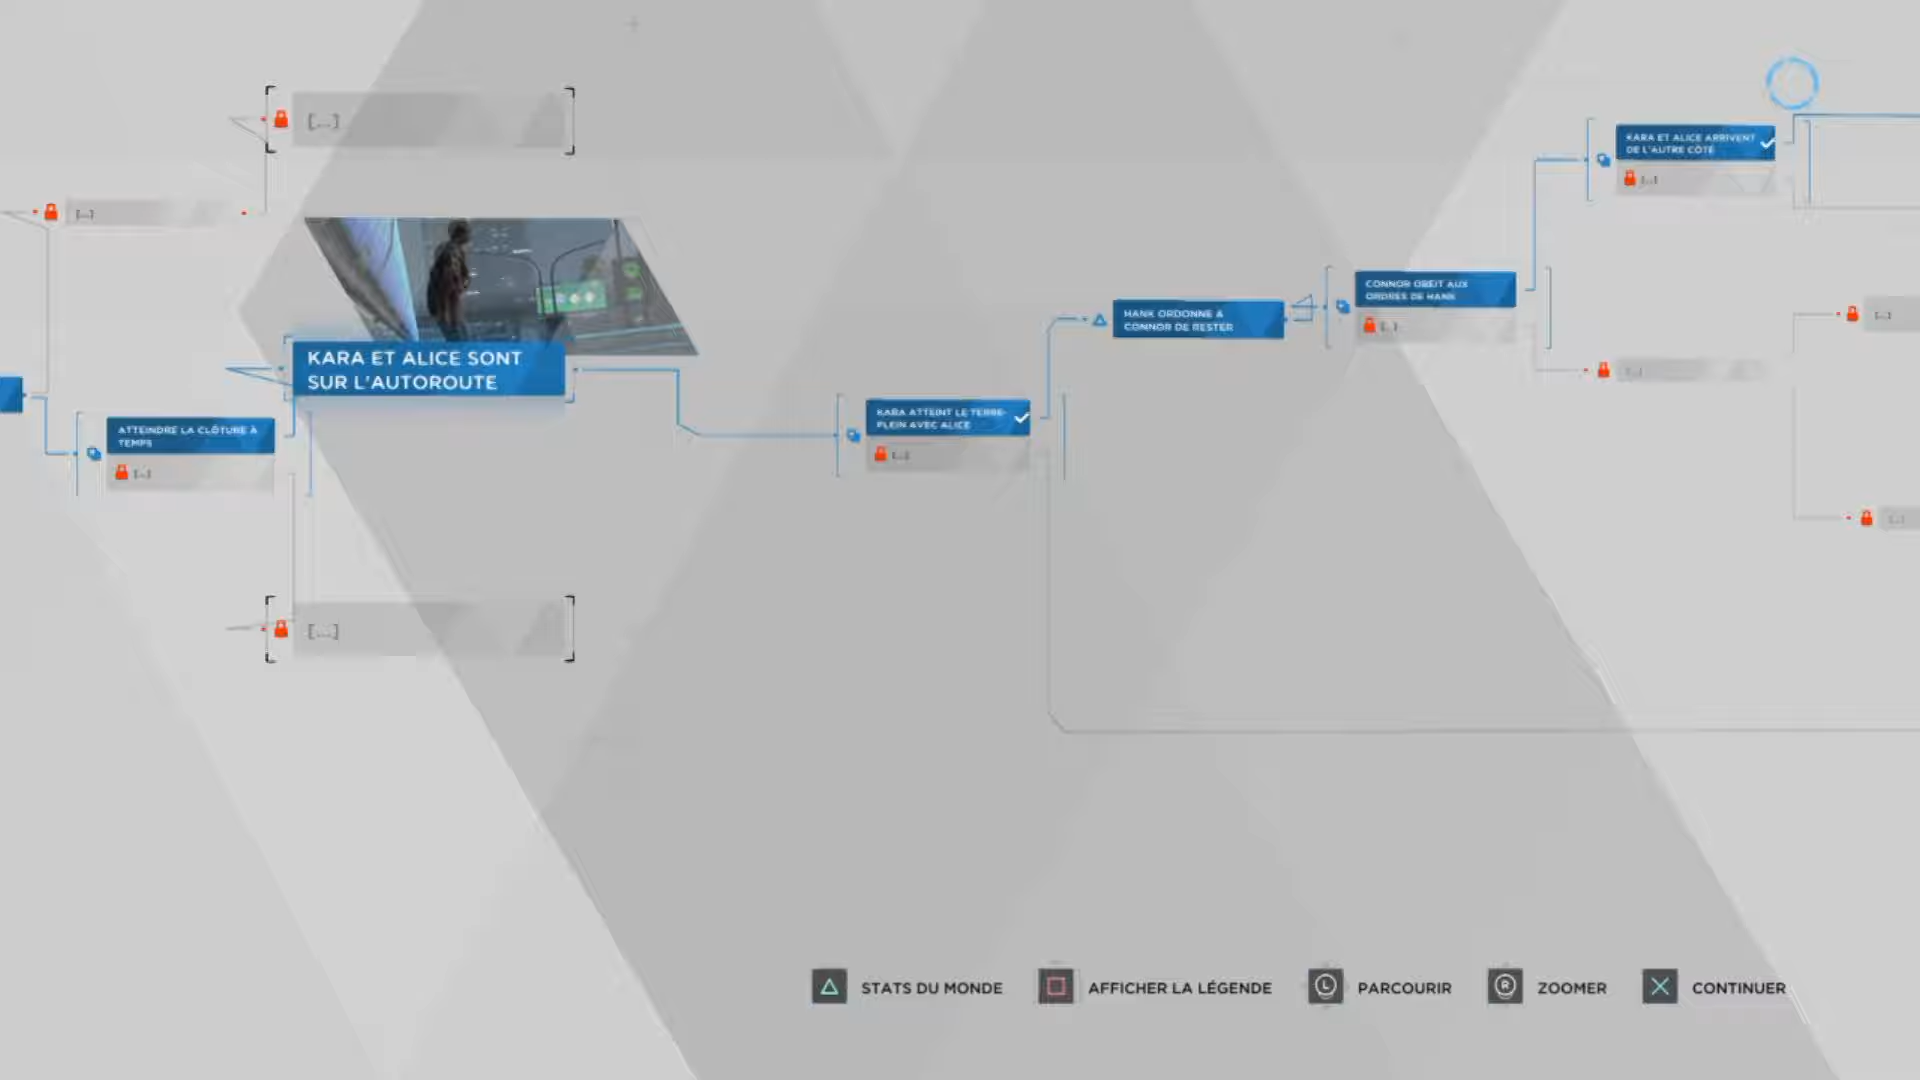 [...]
KARA ET ALICE ARRIVENT
DE L'AUTRE CÔTÉ
[...]
[...]
CONNOR OBÉIT AUX
ORDRES DE HANK
[...]
HANK ORDONNE À
CONNOR DE RESTER
[...]
KARA ET ALICE SONT
SUR L'AUTOROUTE
[...]
KARA ATTEINT LE TERRE-
PLEIN AVEC ALICE
[...]
ATTEINDRE LA CLÔTURE À
TEMPS
[...]
[...]
[...]
STATS DU MONDE
AFFICHER LA LÉGENDE
L
PARCOURIR
R
ZOOMER
CONTINUER